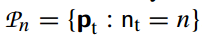 𝒫ₙ = {𝐩ₜ : nₜ = n}